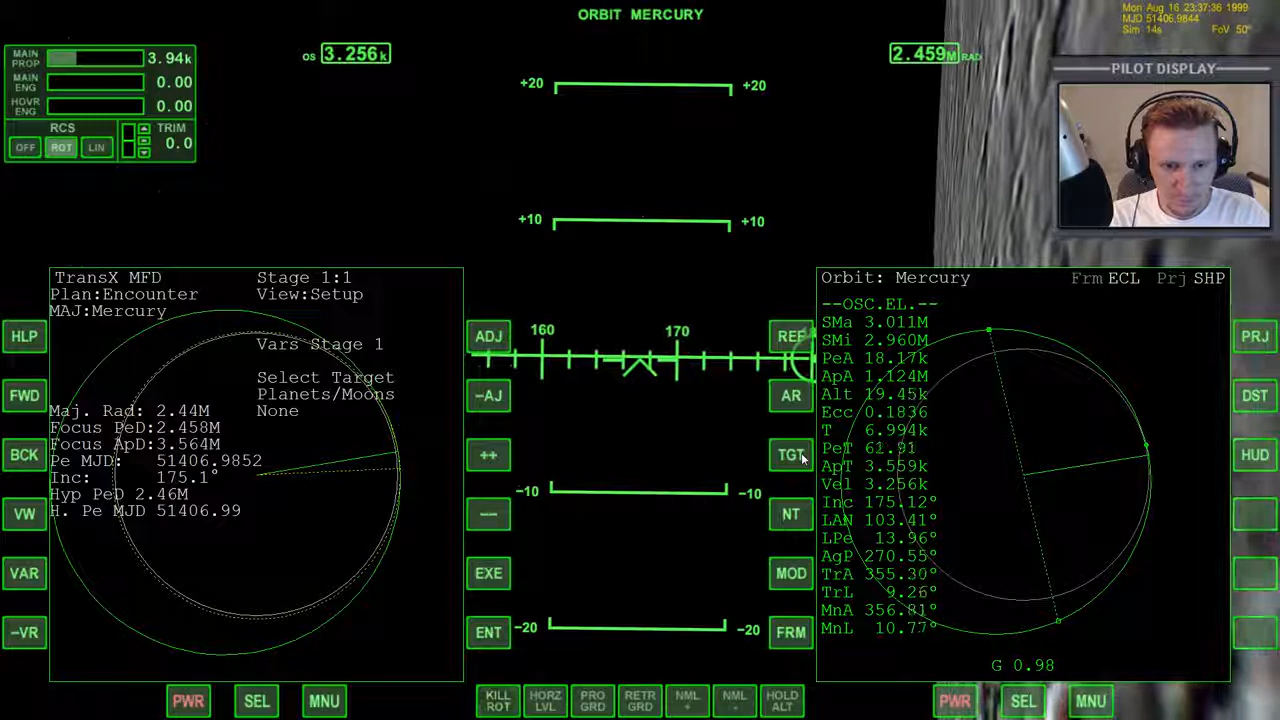 ORBIT MERCURY
Mon Aug 16 23:37:36 1999
MJD 51406.9844
Sim 14s
FoV 50°
MAIN PROP 3.94k
MAIN ENG 0.00
HOVR ENG 0.00
RCS
TRIM
0.0
OFF ROT LIN
OS 3.256k
2.459M RAD
PILOT DISPLAY
+20 +20
+10 +10
160 170
-10 -10
-20 -20
TransX MFD Stage 1:1
Plan:Encounter View:Setup
MAJ:Mercury
Vars Stage 1
Select Target
Planets/Moons
None
Maj. Rad: 2.44M
Focus PeD:2.458M
Focus ApD:3.564M
Pe MJD: 51406.9852
Inc: 175.1°
Hyp PeD 2.46M
H. Pe MJD 51406.99
HLP
FWD
BCK
VW
VAR
-VR
ADJ
-AJ
++
--
EXE
ENT
PWR SEL MNU
KILL ROT
HORZ LVL
PRO GRD
RETR GRD
NML +
NML -
HOLD ALT
REF
AR
TGT
NT
MOD
FRM
Orbit: Mercury Frm ECL Prj SHP
--OSC.EL.--
SMa 3.011M
SMi 2.960M
PeA 18.17k
ApA 1.124M
Alt 19.45k
Ecc 0.1836
T 6.994k
PeT 61.91
ApT 3.559k
Vel 3.256k
Inc 175.12°
LAN 103.41°
LPe 13.96°
AgP 270.55°
TrA 355.30°
TrL 9.26°
MnA 356.81°
MnL 10.77°
G 0.98
PRJ
DST
HUD
PWR SEL MNU